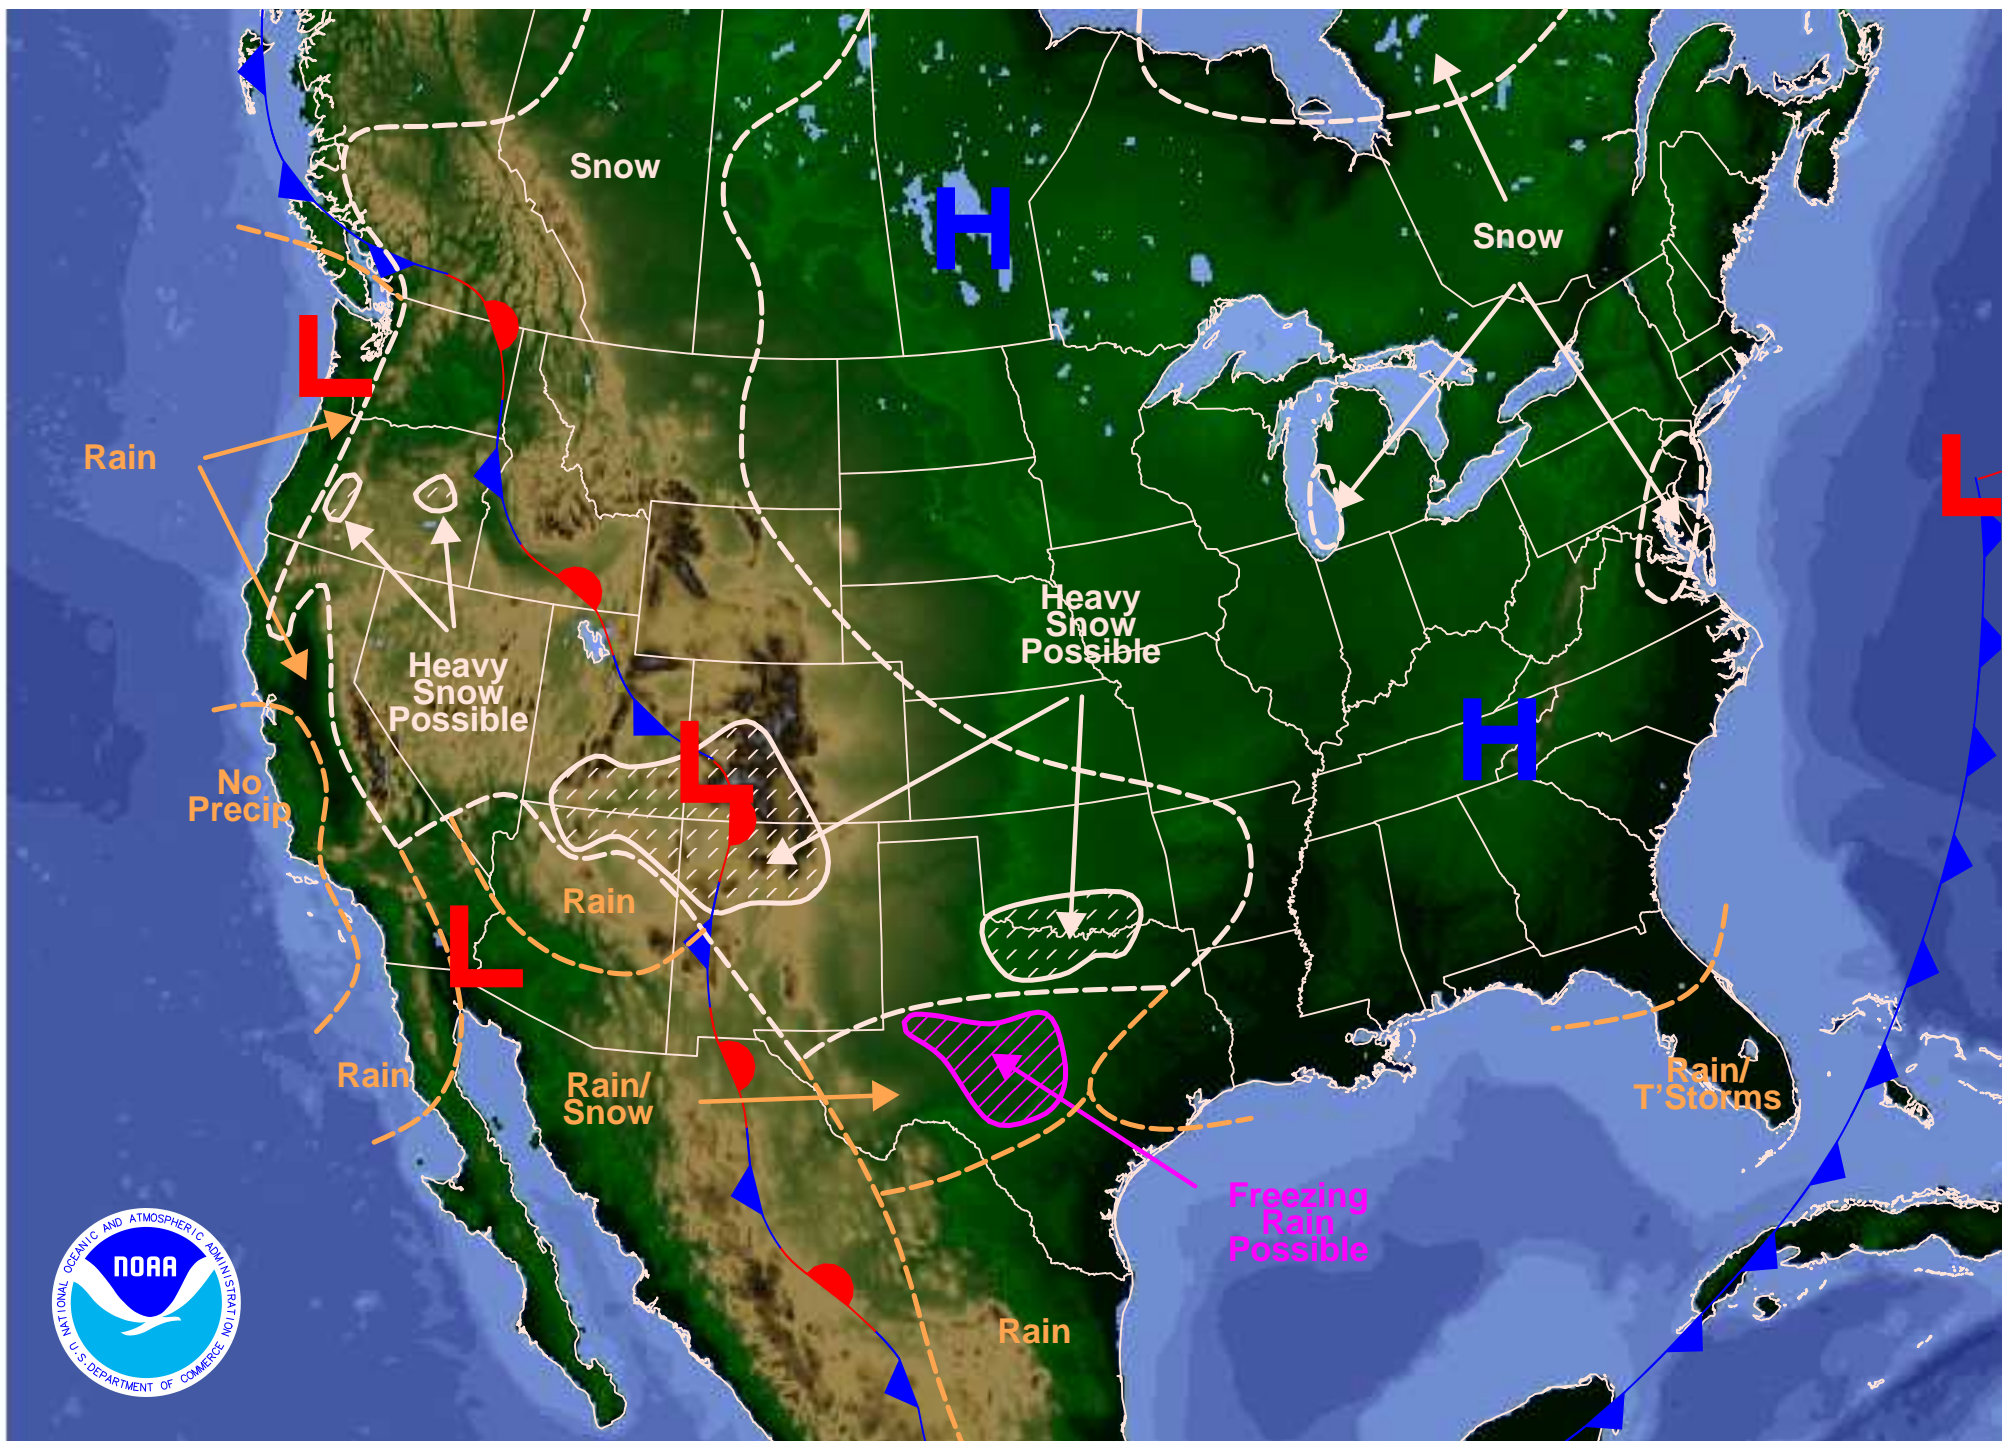 Snow
H
Snow
L
Rain
L
Heavy
Snow
Possible
Heavy
Snow
Possible
H
L
No
Precip
Rain
L
Rain
Rain/
Snow
Rain/
T'Storms
Freezing
Rain
Possible
Rain
NATIONAL OCEANIC AND ATMOSPHERIC ADMINISTRATION
NOAA
U.S. DEPARTMENT OF COMMERCE